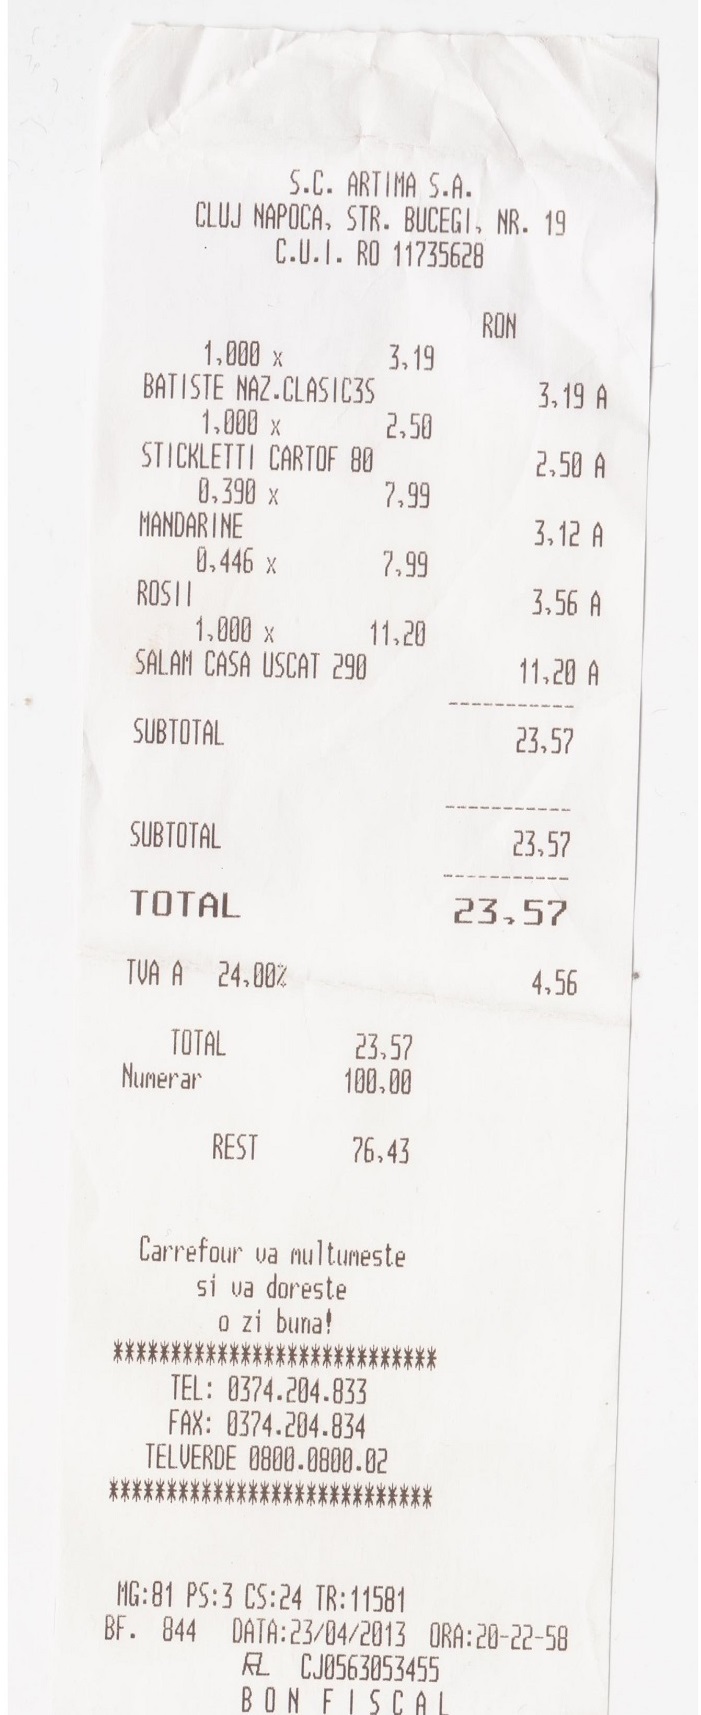 S.C. ARTIMA S.A.
CLUJ NAPOCA, STR. BUCEGI, NR. 19
C.U.I. RO 11735628
RON
1,000 x 3,19
BATISTE NAZ.CLASIC3S 3,19 A
1,000 x 2,50
STICKLETTI CARTOF 80 2,50 A
0,390 x 7,99
MANDARINE 3,12 A
0,446 x 7,99
ROSII 3,56 A
1,000 x 11,20
SALAM CASA USCAT 290 11,20 A
-----------
SUBTOTAL 23,57
-----------
SUBTOTAL 23,57
-----------
TOTAL 23,57
TVA A 24,00% 4,56
TOTAL 23,57
Numerar 100,00
REST 76,43
Carrefour va multumeste
si va doreste
o zi buna!
****************************
TEL: 0374.204.833
FAX: 0374.204.834
TELVERDE 0800.0800.02
****************************
MG:81 PS:3 CS:24 TR:11581
BF. 844 DATA:23/04/2013 ORA:20-22-58
CJ0563053455
BON FISCAL